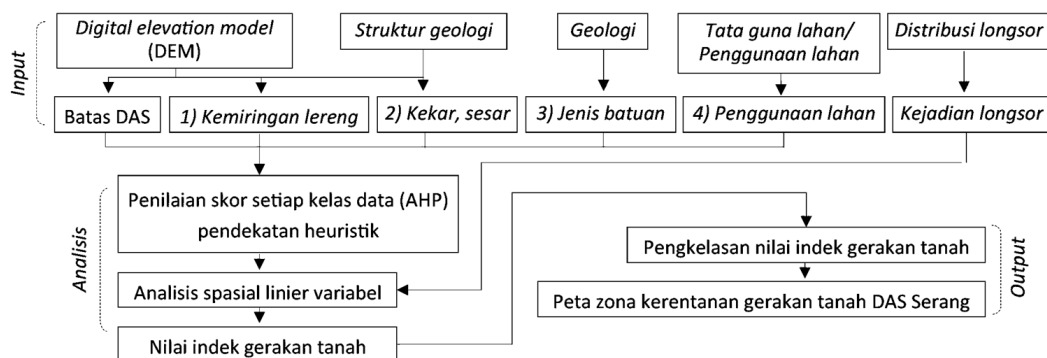 Input
Digital elevation model
(DEM)
Struktur geologi
Geologi
Tata guna lahan/
Penggunaan lahan
Distribusi longsor
Batas DAS
1) Kemiringan lereng
2) Kekar, sesar
3) Jenis batuan
4) Penggunaan lahan
Kejadian longsor
Analisis
Penilaian skor setiap kelas data (AHP)
pendekatan heuristik
Analisis spasial linier variabel
Nilai indek gerakan tanah
Pengkelasan nilai indek gerakan tanah
Peta zona kerentanan gerakan tanah DAS Serang
Output